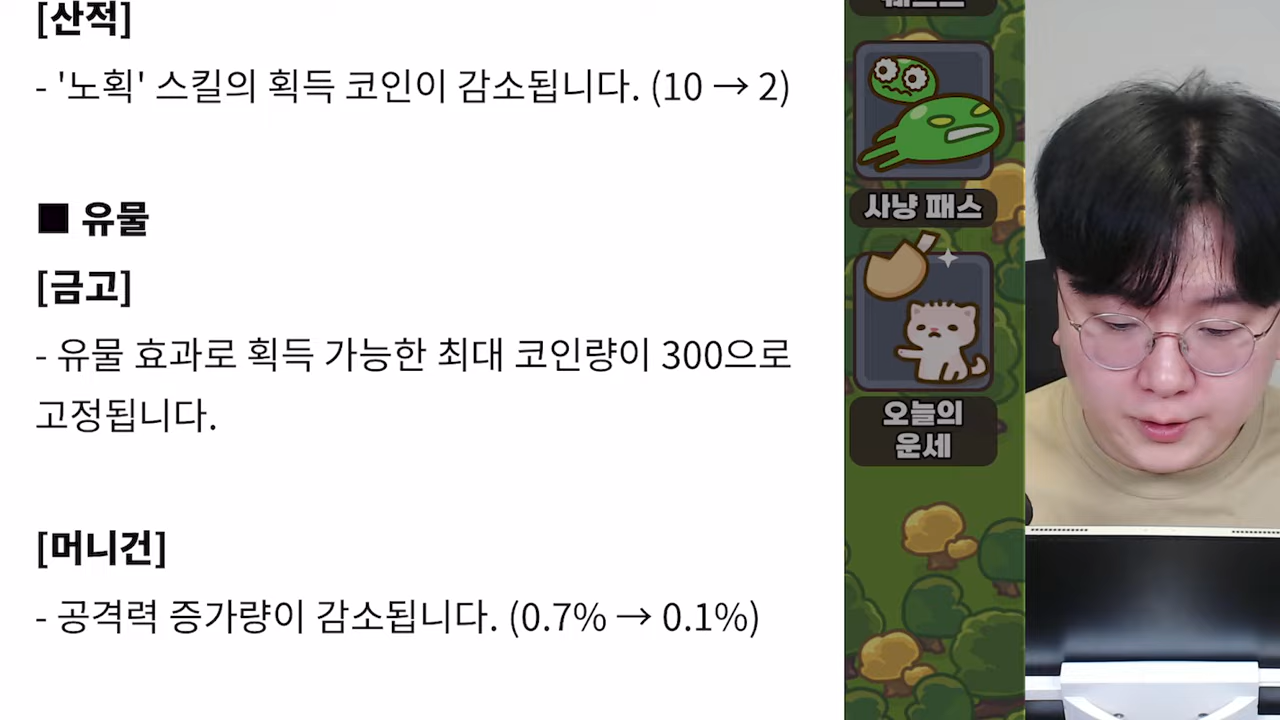 [산적]
- '노획' 스킬의 획득 코인이 감소됩니다. (10 → 2)
■ 유물
[금고]
- 유물 효과로 획득 가능한 최대 코인량이 300으로
고정됩니다.
[머니건]
- 공격력 증가량이 감소됩니다. (0.7% → 0.1%)
사냥 패스
오늘의
운세